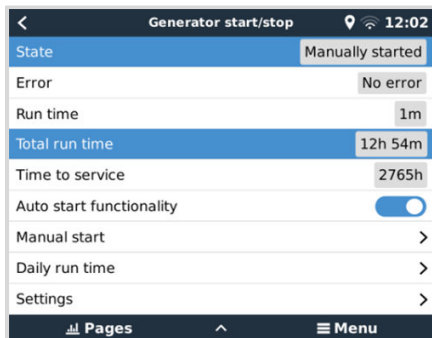 Generator start/stop 12:02
State Manually started
Error No error
Run time 1m
Total run time 12h 54m
Time to service 2765h
Auto start functionality
Manual start
Daily run time
Settings
Pages Menu